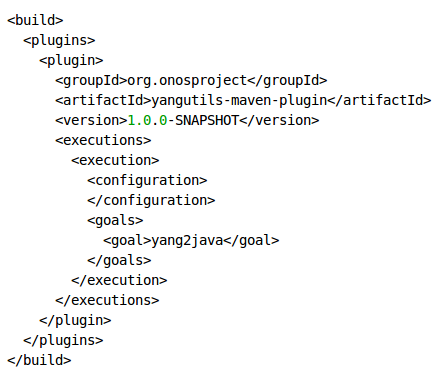 <build>
  <plugins>
    <plugin>
      <groupId>org.onosproject</groupId>
      <artifactId>yangutils-maven-plugin</artifactId>
      <version>1.0.0-SNAPSHOT</version>
      <executions>
        <execution>
          <configuration>
          </configuration>
          <goals>
            <goal>yang2java</goal>
          </goals>
        </execution>
      </executions>
    </plugin>
  </plugins>
</build>